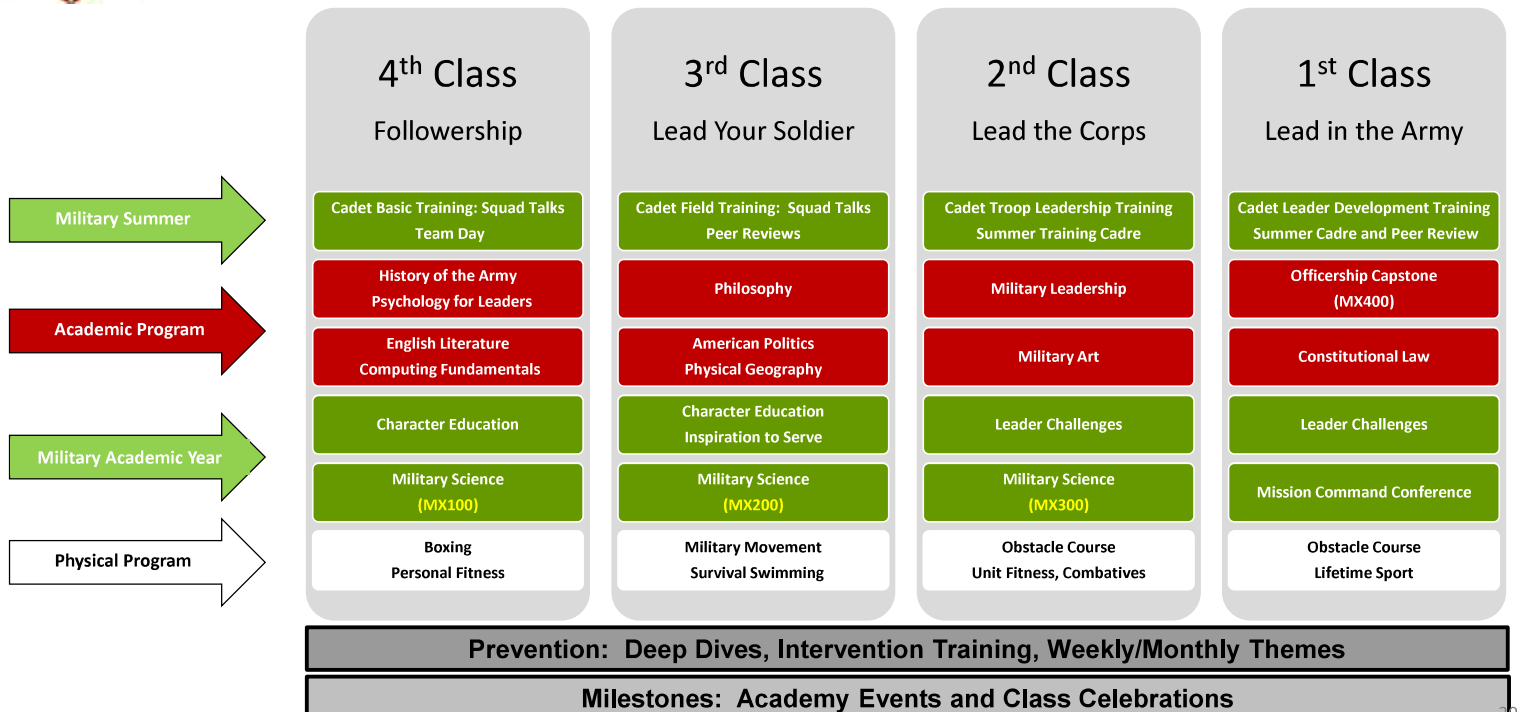 4th Class
Followership
3rd Class
Lead Your Soldier
2nd Class
Lead the Corps
1st Class
Lead in the Army
Military Summer
Cadet Basic Training: Squad Talks
Team Day
Cadet Field Training:  Squad Talks
Peer Reviews
Cadet Troop Leadership Training
Summer Training Cadre
Cadet Leader Development Training
Summer Cadre and Peer Review
Academic Program
History of the Army
Psychology for Leaders
Philosophy
Military Leadership
Officership Capstone
(MX400)
English Literature
Computing Fundamentals
American Politics
Physical Geography
Military Art
Constitutional Law
Military Academic Year
Character Education
Character Education
Inspiration to Serve
Leader Challenges
Leader Challenges
Military Science
(MX100)
Military Science
(MX200)
Military Science
(MX300)
Mission Command Conference
Physical Program
Boxing
Personal Fitness
Military Movement
Survival Swimming
Obstacle Course
Unit Fitness, Combatives
Obstacle Course
Lifetime Sport
Prevention:  Deep Dives, Intervention Training, Weekly/Monthly Themes
Milestones:  Academy Events and Class Celebrations